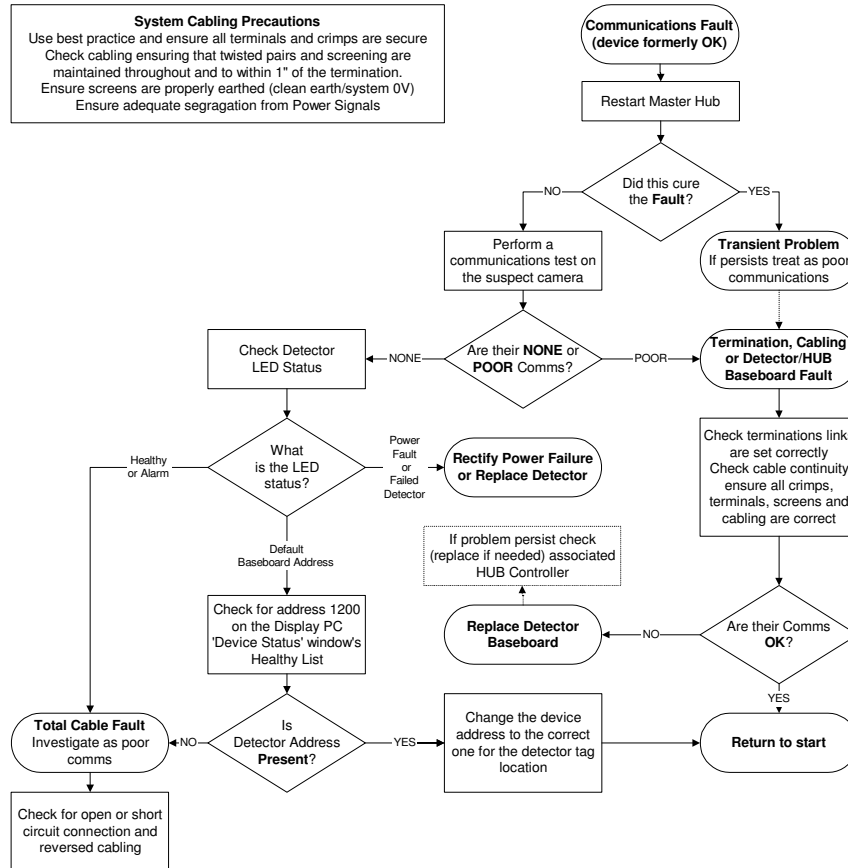 System Cabling Precautions
Use best practice and ensure all terminals and crimps are secure
Check cabling ensuring that twisted pairs and screening are
maintained throughout and to within 1" of the termination.
Ensure screens are properly earthed (clean earth/system 0V)
Ensure adequate segragation from Power Signals
Communications Fault
(device formerly OK)
Restart Master Hub
Did this cure
the Fault?
NO
YES
Perform a
communications test on
the suspect camera
Transient Problem
If persists treat as poor
communications
Are their NONE or
POOR Comms?
NONE
POOR
Check Detector
LED Status
Termination, Cabling
or Detector/HUB
Baseboard Fault
What
is the LED
status?
Healthy
or Alarm
Power
Fault
or
Failed
Detector
Rectify Power Failure
or Replace Detector
Check terminations links
are set correctly
Check cable continuity
ensure all crimps,
terminals, screens and
cabling are correct
Default
Baseboard Address
If problem persist check
(replace if needed) associated
HUB Controller
Check for address 1200
on the Display PC
'Device Status' window's
Healthy List
Replace Detector
Baseboard
NO
Are their Comms
OK?
YES
Total Cable Fault
Investigate as poor
comms
NO
Is
Detector Address
Present?
YES
Change the device
address to the correct
one for the detector tag
location
Return to start
Check for open or short
circuit connection and
reversed cabling